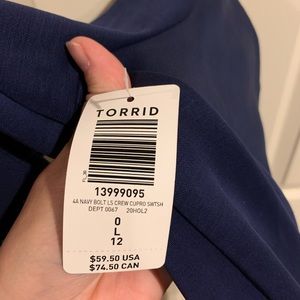 TORRID
FL_30
13999095
4A NAVY BOLT LS CREW CUPRO SWTSH
DEPT 0067 20HOL2
0
L
12
$59.50 USA
$74.50 CAN